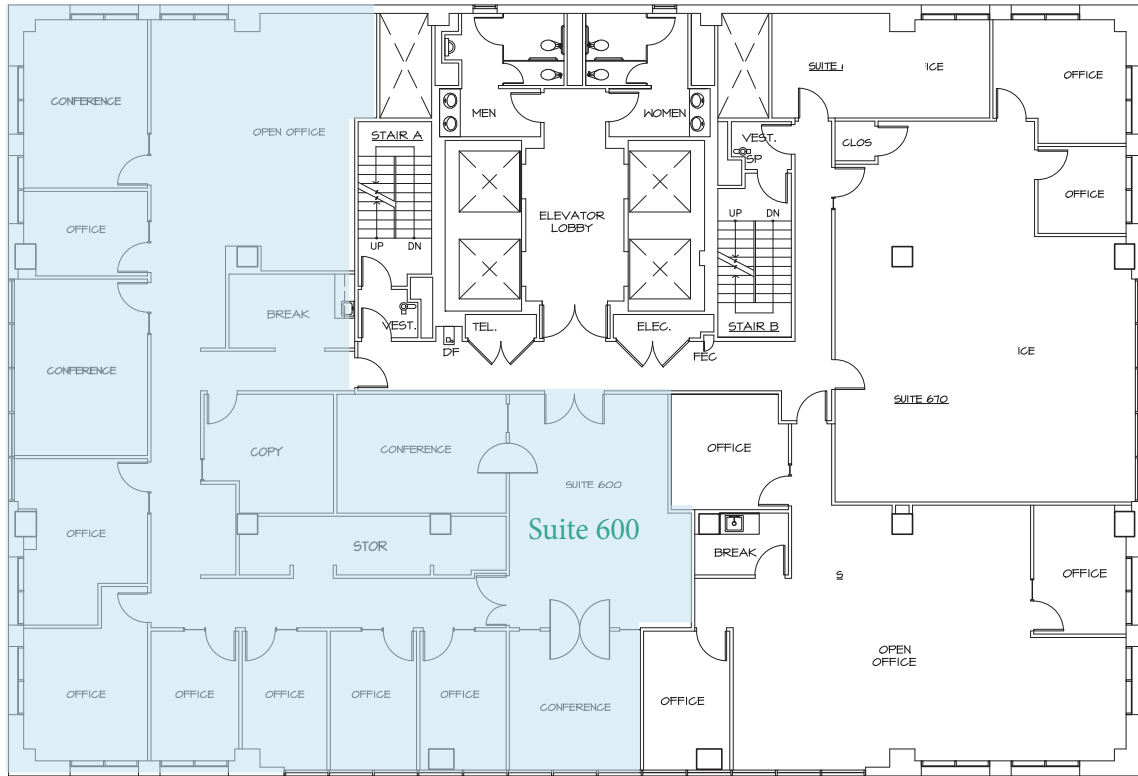 SUITE
ICE
OFFICE
CONFERENCE
MEN
WOMEN
OPEN OFFICE
STAIR A
VEST.
SP
CLOS
OFFICE
OFFICE
UP
DN
ELEVATOR
LOBBY
UP
DN
BREAK
VEST.
TEL.
ELEC.
STAIR B
DF
FEC
ICE
CONFERENCE
SUITE 670
COPY
CONFERENCE
OFFICE
SUITE 600
Suite 600
OFFICE
STOR
BREAK
OFFICE
OPEN
OFFICE
OFFICE
OFFICE
OFFICE
OFFICE
OFFICE
CONFERENCE
OFFICE